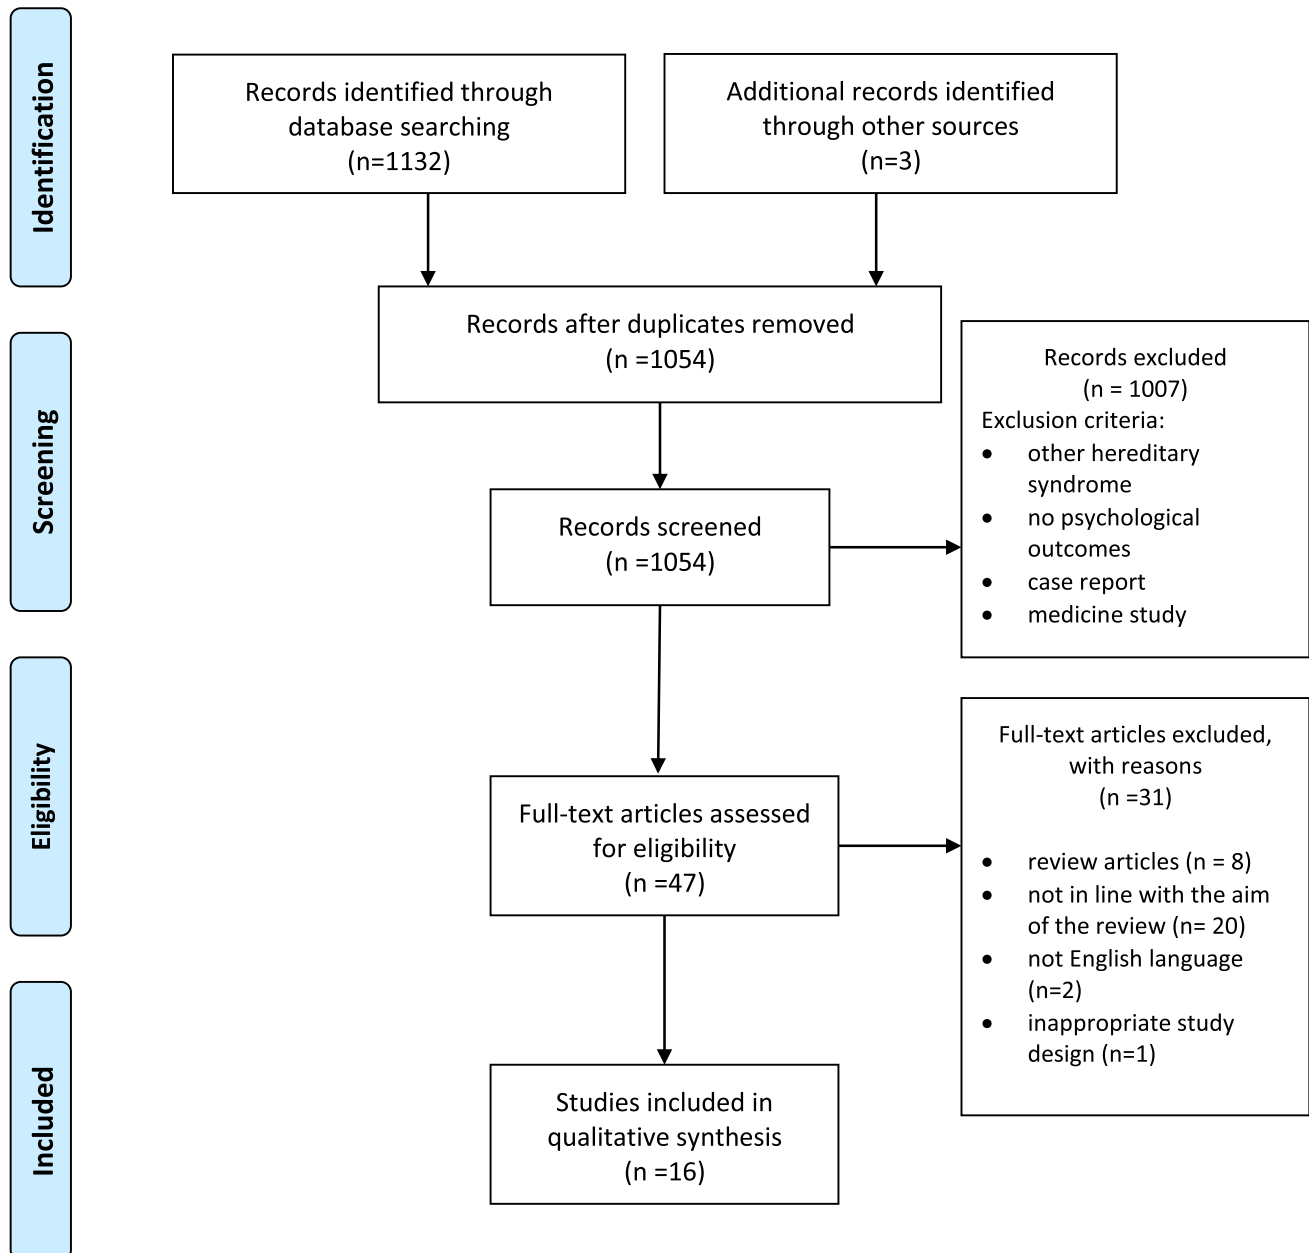 Identification
Records identified through
database searching
(n=1132)
Additional records identified
through other sources
(n=3)
Records after duplicates removed
(n =1054)
Screening
Records screened
(n =1054)
Records excluded
(n = 1007)
Exclusion criteria:
• other hereditary
syndrome
• no psychological
outcomes
• case report
• medicine study
Eligibility
Full-text articles assessed
for eligibility
(n =47)
Full-text articles excluded,
with reasons
(n =31)
• review articles (n = 8)
• not in line with the aim
of the review (n= 20)
• not English language
(n=2)
• inappropriate study
design (n=1)
Included
Studies included in
qualitative synthesis
(n =16)